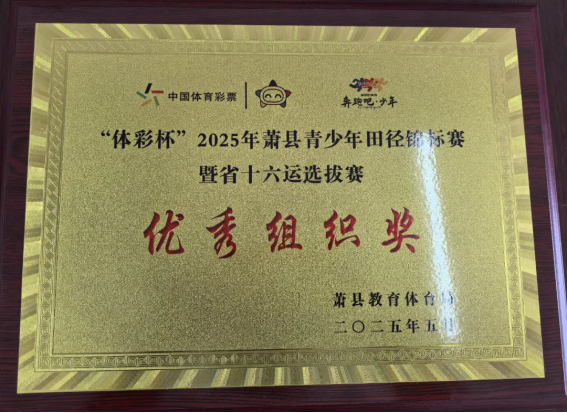 中国体育彩票
奔跑吧·少年
“体彩杯”2025年萧县青少年田径锦标赛
暨省十六运选拔赛
优秀组织奖
萧县教育体育局
二〇二五年五月